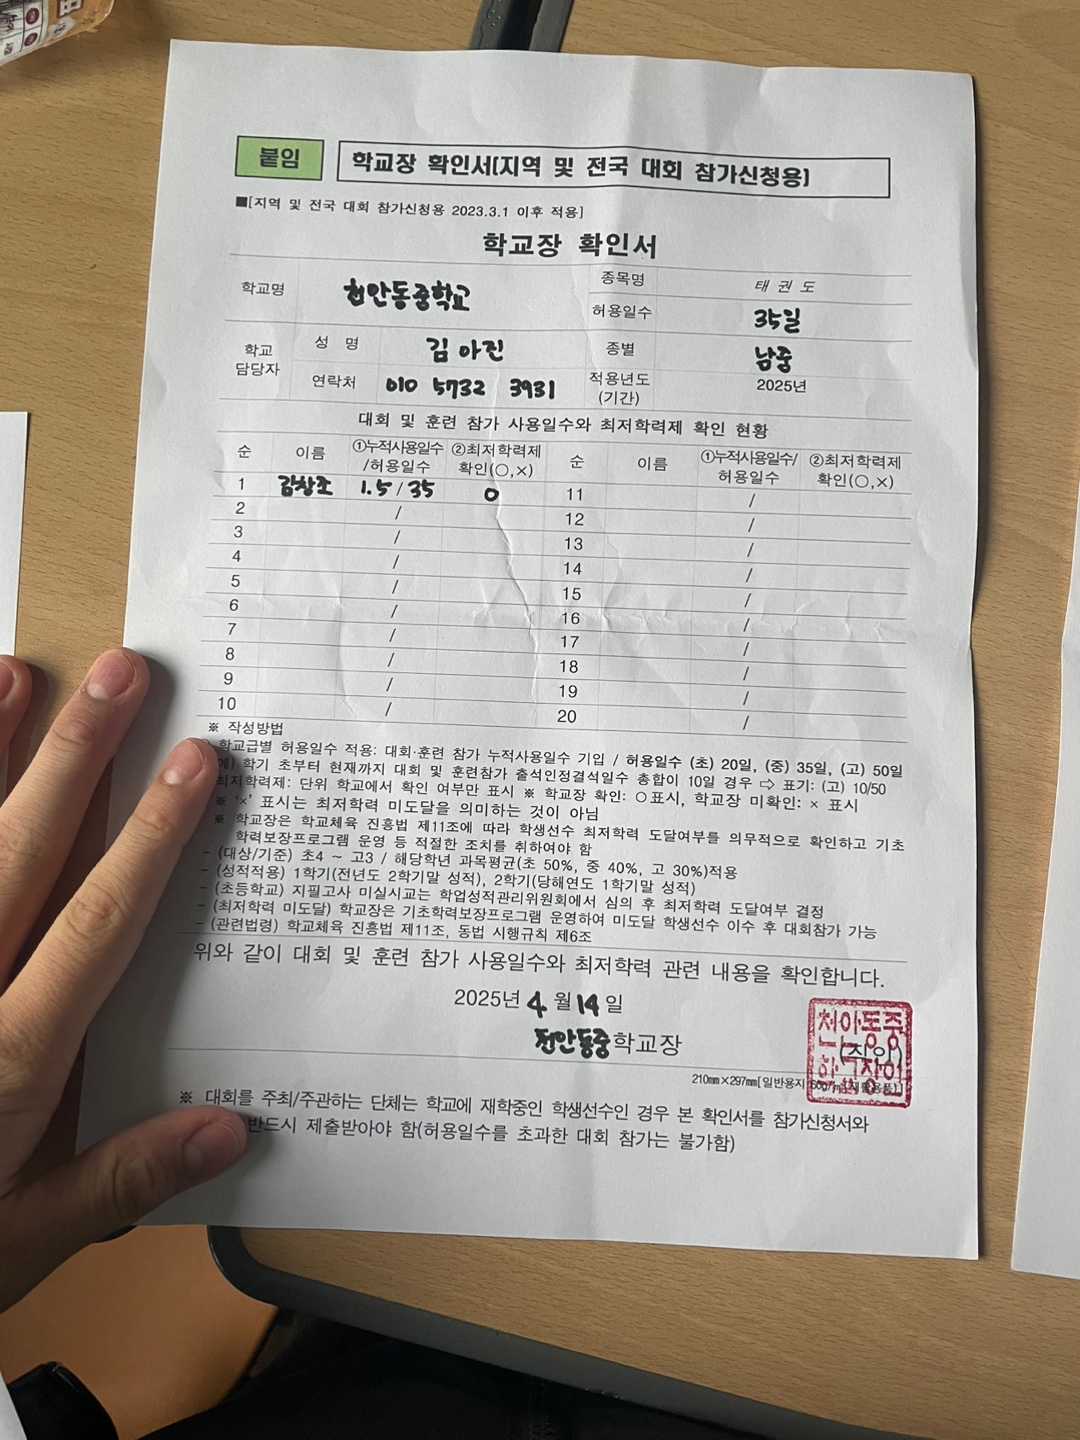 붙임
학교장 확인서(지역 및 전국 대회 참가신청용)
■[지역 및 전국 대회 참가신청용 2023.3.1 이후 적용]
학교장 확인서
학교명 천안동중학교 종목명 태권도
허용일수 35일
학교 담당자 성 명 김아진 종별 남중
연락처 010 5732 3931 적용년도 (기간) 2025년
대회 및 훈련 참가 사용일수와 최저학력제 확인 현황
순 이름 ①누적사용일수/허용일수 ②최저학력제 확인(○,×) 순 이름 ①누적사용일수/허용일수 ②최저학력제 확인(○,×)
1 김창조 1.5 / 35 O 11 /
2 / 12 /
3 / 13 /
4 / 14 /
5 / 15 /
6 / 16 /
7 / 17 /
8 / 18 /
9 / 19 /
10 / 20 /
※ 작성방법
학교급별 허용일수 적용: 대회·훈련 참가 누적사용일수 기입 / 허용일수 (초) 20일, (중) 35일, (고) 50일
예) 학기 초부터 현재까지 대회 및 훈련참가 출석인정결석일수 총합이 10일 경우 ⇨ 표기: (고) 10/50
최저학력제: 단위 학교에서 확인 여부만 표시 ※ 학교장 확인: ○표시, 학교장 미확인: × 표시
※ '×' 표시는 최저학력 미도달을 의미하는 것이 아님
※ 학교장은 학교체육 진흥법 제11조에 따라 학생선수 최저학력 도달여부를 의무적으로 확인하고 기초
학력보장프로그램 운영 등 적절한 조치를 취하여야 함
- (대상/기준) 초4 ~ 고3 / 해당학년 과목평균(초 50%, 중 40%, 고 30%)적용
- (성적적용) 1학기(전년도 2학기말 성적), 2학기(당해연도 1학기말 성적)
- (초등학교) 지필고사 미실시교는 학업성적관리위원회에서 심의 후 최저학력 도달여부 결정
- (최저학력 미도달) 학교장은 기초학력보장프로그램 운영하여 미도달 학생선수 이수 후 대회참가 가능
- (관련법령) 학교체육 진흥법 제11조, 동법 시행규칙 제6조
위와 같이 대회 및 훈련 참가 사용일수와 최저학력 관련 내용을 확인합니다.
2025년 4월 14일
천안동중학교장 (직인)
천안동중학교장인
210㎜×297㎜[일반용지 60g/㎡(재활용품)]
※ 대회를 주최/주관하는 단체는 학교에 재학중인 학생선수인 경우 본 확인서를 참가신청서와
반드시 제출받아야 함(허용일수를 초과한 대회 참가는 불가함)